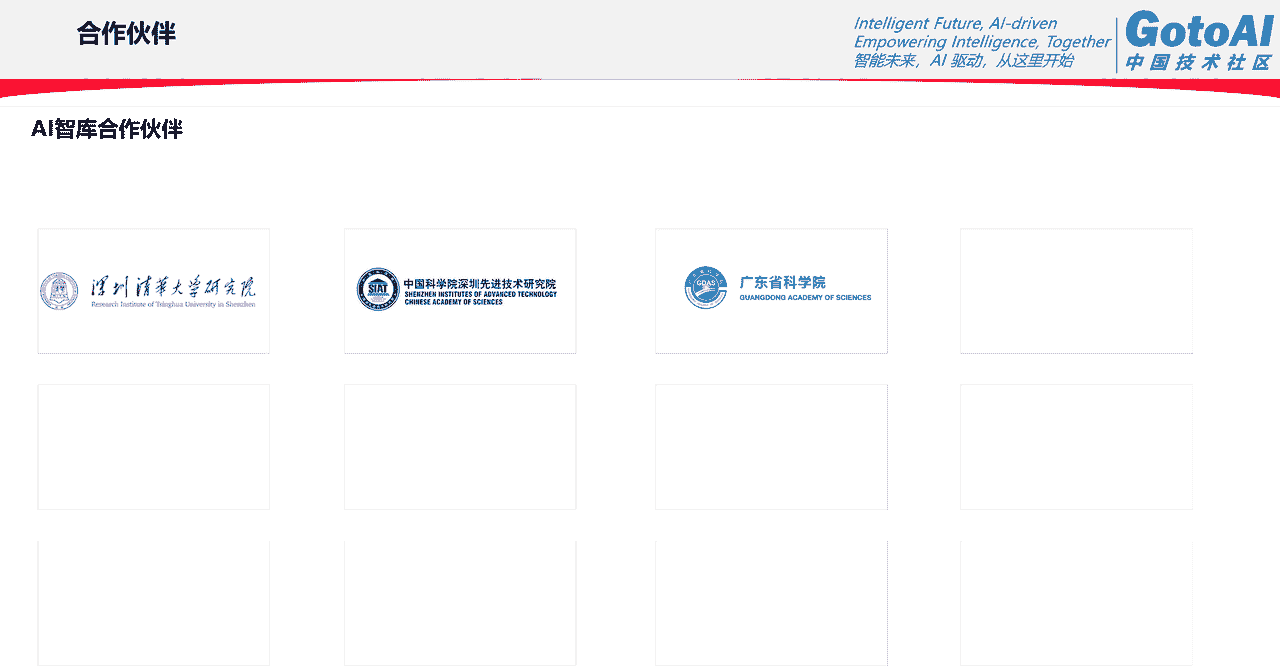 合作伙伴
Intelligent Future, AI-driven
Empowering Intelligence, Together
智能未来，AI 驱动，从这里开始
GotoAI
中国技术社区
AI智库合作伙伴
深圳清华大学研究院
Research Institute of Tsinghua University in Shenzhen
SIAT
中国科学院深圳先进技术研究院
SHENZHEN INSTITUTES OF ADVANCED TECHNOLOGY
CHINESE ACADEMY OF SCIENCES
GDAS
广东省科学院
GUANGDONG ACADEMY OF SCIENCES